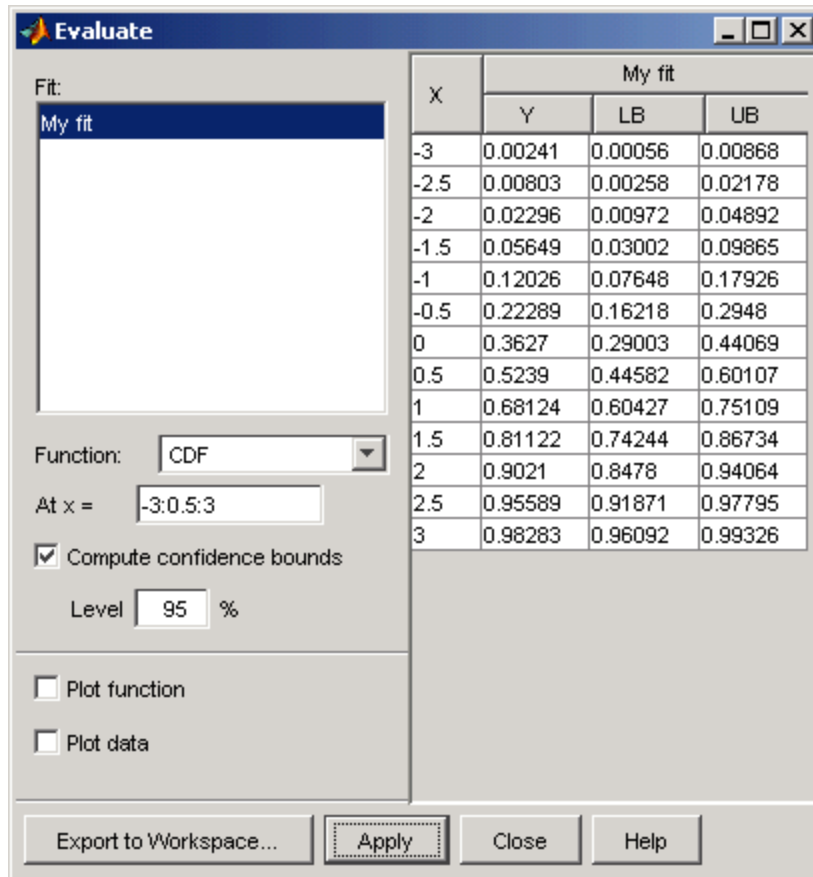 Evaluate
Fit:
My fit
Function: CDF
At x = -3:0.5:3
Compute confidence bounds
Level 95 %
Plot function
Plot data
X My fit
Y LB UB
-3 0.00241 0.00056 0.00868
-2.5 0.00803 0.00258 0.02178
-2 0.02296 0.00972 0.04892
-1.5 0.05649 0.03002 0.09865
-1 0.12026 0.07648 0.17926
-0.5 0.22289 0.16218 0.2948
0 0.3627 0.29003 0.44069
0.5 0.5239 0.44582 0.60107
1 0.68124 0.60427 0.75109
1.5 0.81122 0.74244 0.86734
2 0.9021 0.8478 0.94064
2.5 0.95589 0.91871 0.97795
3 0.98283 0.96092 0.99326
Export to Workspace... Apply Close Help